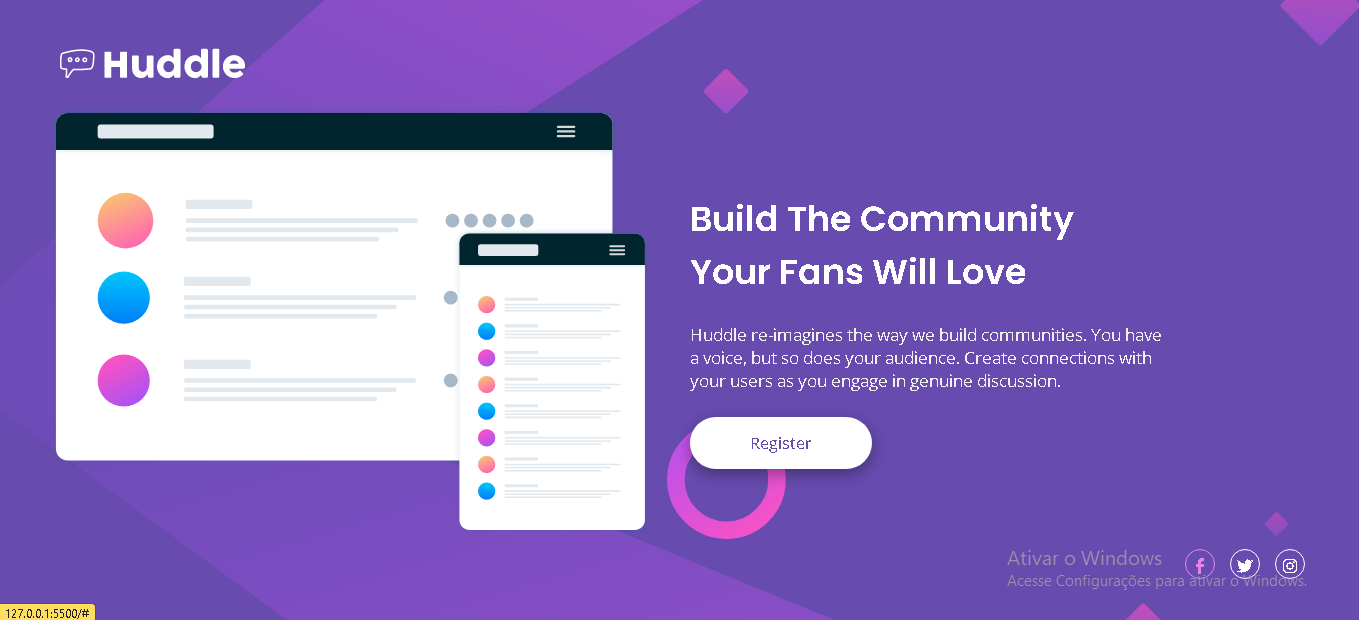 Huddle
Build The Community
Your Fans Will Love
Huddle re-imagines the way we build communities. You have
a voice, but so does your audience. Create connections with
your users as you engage in genuine discussion.
Register
Ativar o Windows
Acesse Configurações para ativar o Windows.
127.0.0.1:5500/#